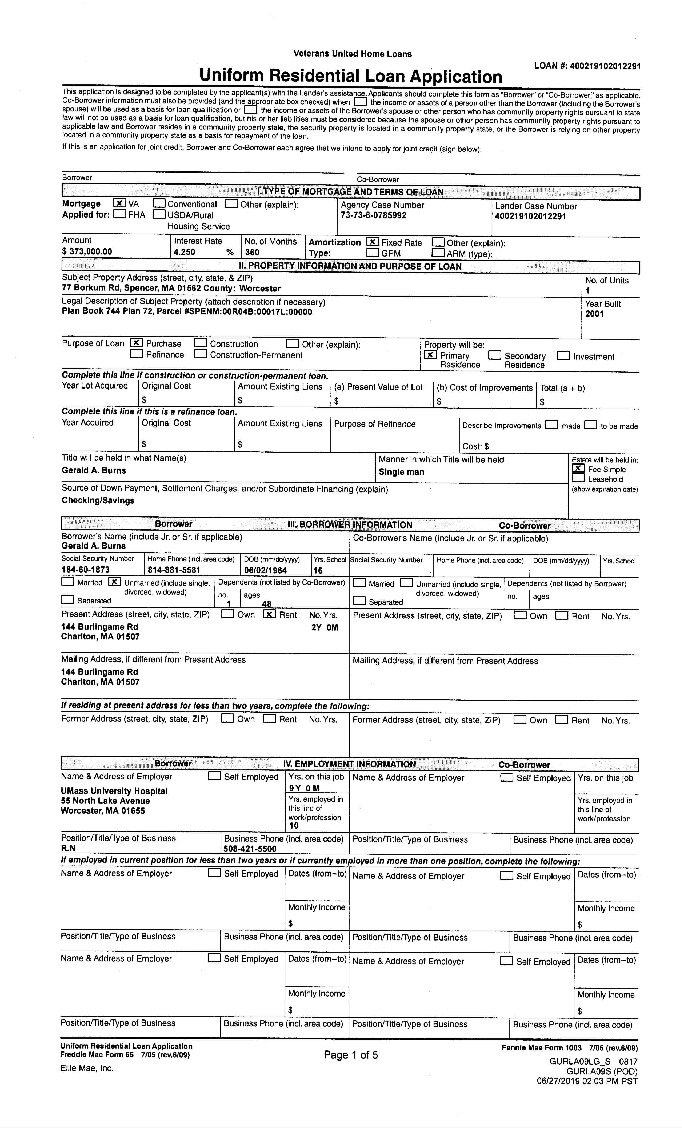 Veterans United Home Loans
LOAN #: 400219102012291
Uniform Residential Loan Application
This application is designed to be completed by the applicant(s) with the Lender's assistance. Applicants should complete this form as "Borrower" or "Co-Borrower" as applicable.
Co-Borrower information must also be provided (and the appropriate box checked) when the income or assets of a person other than the Borrower (including the Borrower's
spouse) will be used as a basis for loan qualification or the income or assets of the Borrower's spouse or other person who has community property rights pursuant to state
law will not be used as a basis for loan qualification, but his or her liabilities must be considered because the spouse or other person has community property rights pursuant to
applicable law and Borrower resides in a community property state, the security property is located in a community property state, or the Borrower is relying on other property
located in a community property state as a basis for repayment of the loan.
If this is an application for joint credit, Borrower and Co-Borrower each agree that we intend to apply for joint credit (sign below):
Borrower Co-Borrower
I. TYPE OF MORTGAGE AND TERMS OF LOAN
Mortgage X VA Conventional Other (explain): Agency Case Number Lender Case Number
Applied for: FHA USDA/Rural 73-73-6-0785992 400219102012291
Housing Service
Amount Interest Rate No. of Months Amortization X Fixed Rate Other (explain):
$ 373,000.00 4.250 % 360 Type: GPM ARM (type):
II. PROPERTY INFORMATION AND PURPOSE OF LOAN
Subject Property Address (street, city, state, & ZIP) No. of Units
77 Borkum Rd, Spencer, MA 01562 County: Worcester 1
Legal Description of Subject Property (attach description if necessary) Year Built
Plan Book 744 Plan 72, Parcel #SPENM:00R04B:00017L:00000 2001
Purpose of Loan X Purchase Construction Other (explain): Property will be:
Refinance Construction-Permanent X Primary Residence Secondary Residence Investment
Complete this line if construction or construction-permanent loan.
Year Lot Acquired Original Cost Amount Existing Liens (a) Present Value of Lot (b) Cost of Improvements Total (a + b)
$ $ $ $ $
Complete this line if this is a refinance loan.
Year Acquired Original Cost Amount Existing Liens Purpose of Refinance Describe Improvements made to be made
$ $ Cost: $
Title will be held in what Name(s) Manner in which Title will be held Estate will be held in:
Gerald A. Burns Single man X Fee Simple
Leasehold
Source of Down Payment, Settlement Charges, and/or Subordinate Financing (explain) (show expiration date)
Checking/Savings
Borrower III. BORROWER INFORMATION Co-Borrower
Borrower's Name (include Jr. or Sr. if applicable) Co-Borrower's Name (include Jr. or Sr. if applicable)
Gerald A. Burns
Social Security Number Home Phone (incl. area code) DOB (mm/dd/yyyy) Yrs. School Social Security Number Home Phone (incl. area code) DOB (mm/dd/yyyy) Yrs. School
184-60-1873 814-881-5581 06/02/1964 16
Married X Unmarried (include single, divorced, widowed) Dependents (not listed by Co-Borrower) Married Unmarried (include single, divorced, widowed) Dependents (not listed by Borrower)
Separated no. 1 ages 48 Separated no. ages
Present Address (street, city, state, ZIP) Own X Rent No. Yrs. Present Address (street, city, state, ZIP) Own Rent No. Yrs.
144 Burlingame Rd 2Y 0M
Charlton, MA 01507
Mailing Address, if different from Present Address Mailing Address, if different from Present Address
144 Burlingame Rd
Charlton, MA 01507
If residing at present address for less than two years, complete the following:
Former Address (street, city, state, ZIP) Own Rent No. Yrs. Former Address (street, city, state, ZIP) Own Rent No. Yrs.
Borrower IV. EMPLOYMENT INFORMATION Co-Borrower
Name & Address of Employer Self Employed Yrs. on this job Name & Address of Employer Self Employed Yrs. on this job
9Y 0M
UMass University Hospital Yrs. employed in Yrs. employed in
55 North Lake Avenue this line of this line of
Worcester, MA 01655 work/profession work/profession
10
Position/Title/Type of Business Business Phone (incl. area code) Position/Title/Type of Business Business Phone (incl. area code)
R.N 508-421-5500
If employed in current position for less than two years or if currently employed in more than one position, complete the following:
Name & Address of Employer Self Employed Dates (from–to) Name & Address of Employer Self Employed Dates (from–to)
Monthly Income Monthly Income
$ $
Position/Title/Type of Business Business Phone (incl. area code) Position/Title/Type of Business Business Phone (incl. area code)
Name & Address of Employer Self Employed Dates (from–to) Name & Address of Employer Self Employed Dates (from–to)
Monthly Income Monthly Income
$ $
Position/Title/Type of Business Business Phone (incl. area code) Position/Title/Type of Business Business Phone (incl. area code)
Uniform Residential Loan Application Fannie Mae Form 1003 7/05 (rev.6/09)
Freddie Mac Form 65 7/05 (rev.6/09) Page 1 of 5
Ellie Mae, Inc. GURLA09LG_S 0817
GURLA09S (POD)
06/27/2019 02:03 PM PST